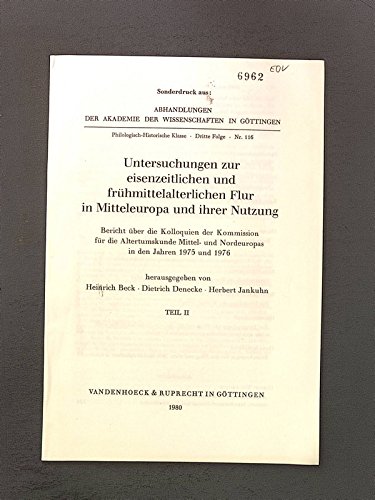 EDV
6962
Sonderdruck aus:
ABHANDLUNGEN
DER AKADEMIE DER WISSENSCHAFTEN IN GÖTTINGEN
Philologisch-Historische Klasse · Dritte Folge · Nr. 116
Untersuchungen zur
eisenzeitlichen und
frühmittelalterlichen Flur
in Mitteleuropa und ihrer Nutzung
Bericht über die Kolloquien der Kommission
für die Altertumskunde Mittel- und Nordeuropas
in den Jahren 1975 und 1976
herausgegeben von
Heinrich Beck · Dietrich Denecke · Herbert Jankuhn
TEIL II
VANDENHOECK & RUPRECHT IN GÖTTINGEN
1980